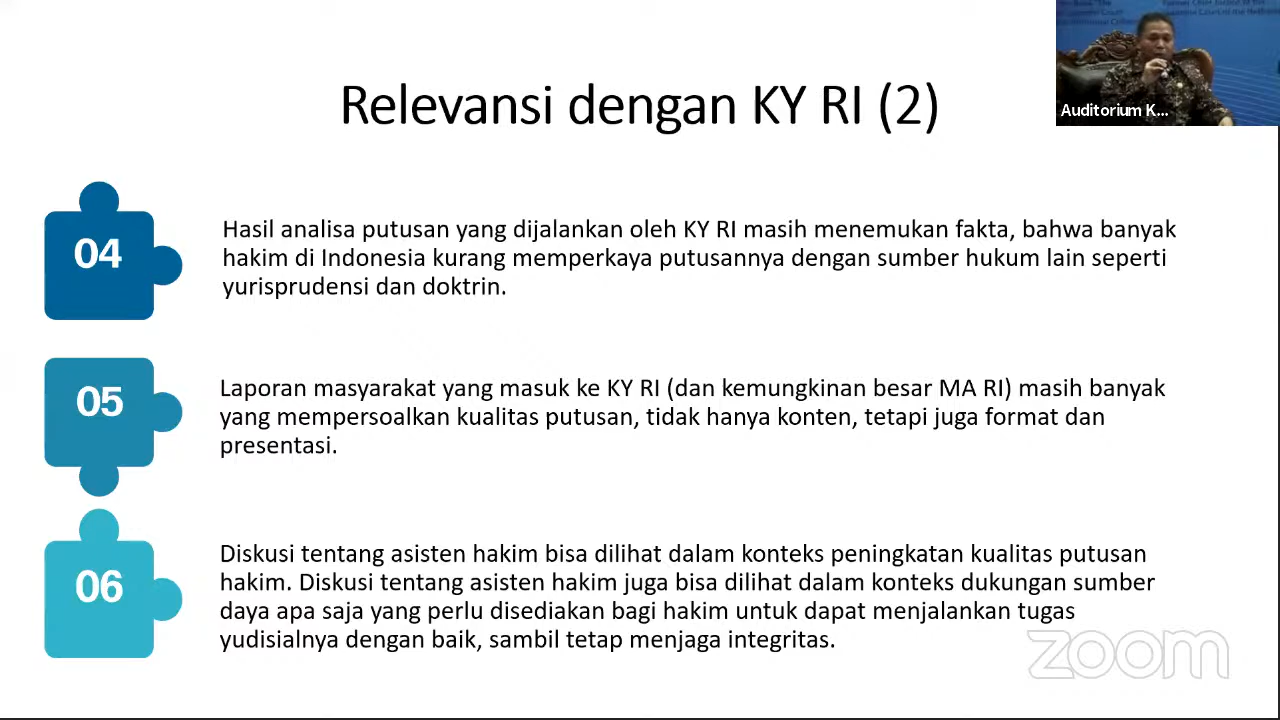 Relevansi dengan KY RI (2)
Auditorium K...
04
Hasil analisa putusan yang dijalankan oleh KY RI masih menemukan fakta, bahwa banyak
hakim di Indonesia kurang memperkaya putusannya dengan sumber hukum lain seperti
yurisprudensi dan doktrin.
05
Laporan masyarakat yang masuk ke KY RI (dan kemungkinan besar MA RI) masih banyak
yang mempersoalkan kualitas putusan, tidak hanya konten, tetapi juga format dan
presentasi.
06
Diskusi tentang asisten hakim bisa dilihat dalam konteks peningkatan kualitas putusan
hakim. Diskusi tentang asisten hakim juga bisa dilihat dalam konteks dukungan sumber
daya apa saja yang perlu disediakan bagi hakim untuk dapat menjalankan tugas
yudisialnya dengan baik, sambil tetap menjaga integritas.
zoom